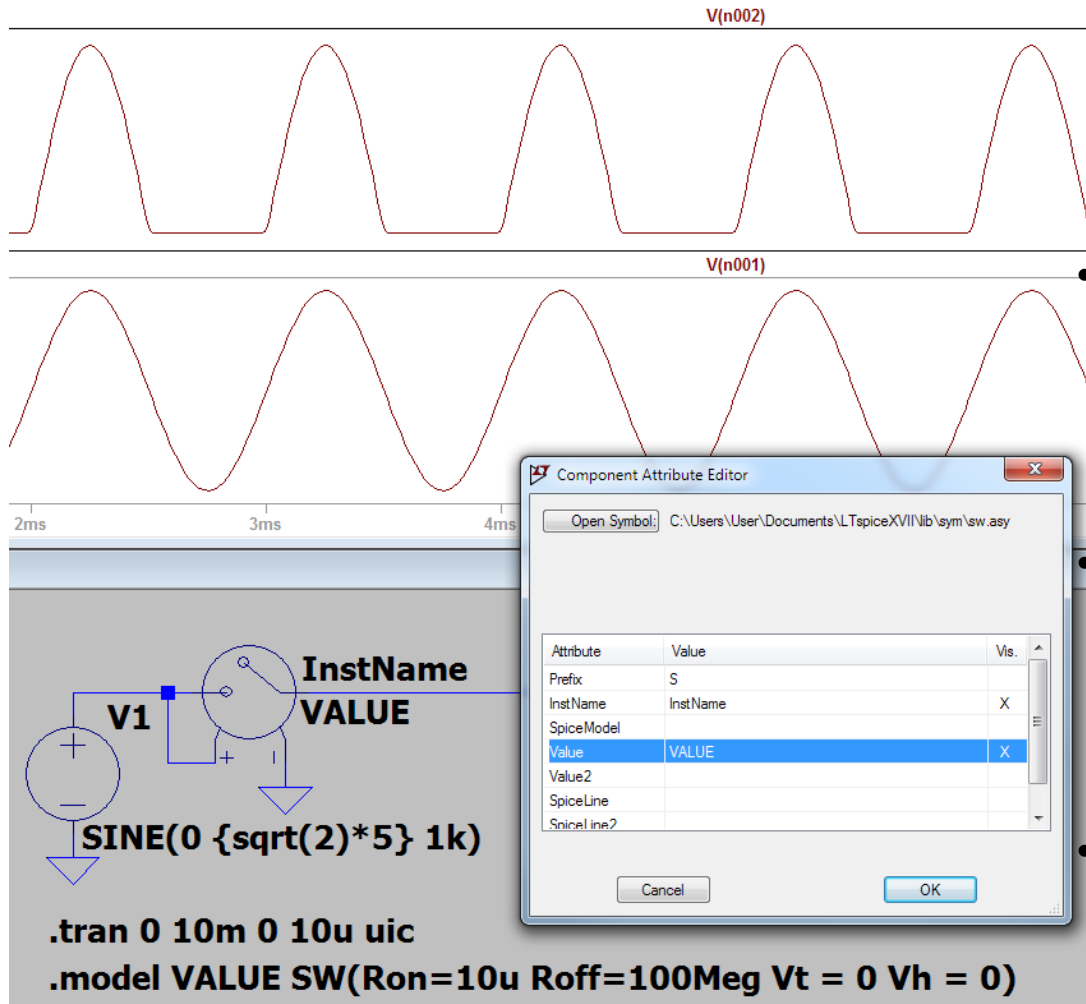 V(n002)
V(n001)
2ms 3ms 4ms
Component Attribute Editor
Open Symbol: C:\Users\User\Documents\LTspiceXVII\lib\sym\sw.asy
Attribute Value Vis.
Prefix S
InstName InstName X
SpiceModel
Value VALUE X
Value2
SpiceLine
SpiceLine2
Cancel OK
InstName
VALUE
V1
SINE(0 {sqrt(2)*5} 1k)
.tran 0 10m 0 10u uic
.model VALUE SW(Ron=10u Roff=100Meg Vt = 0 Vh = 0)